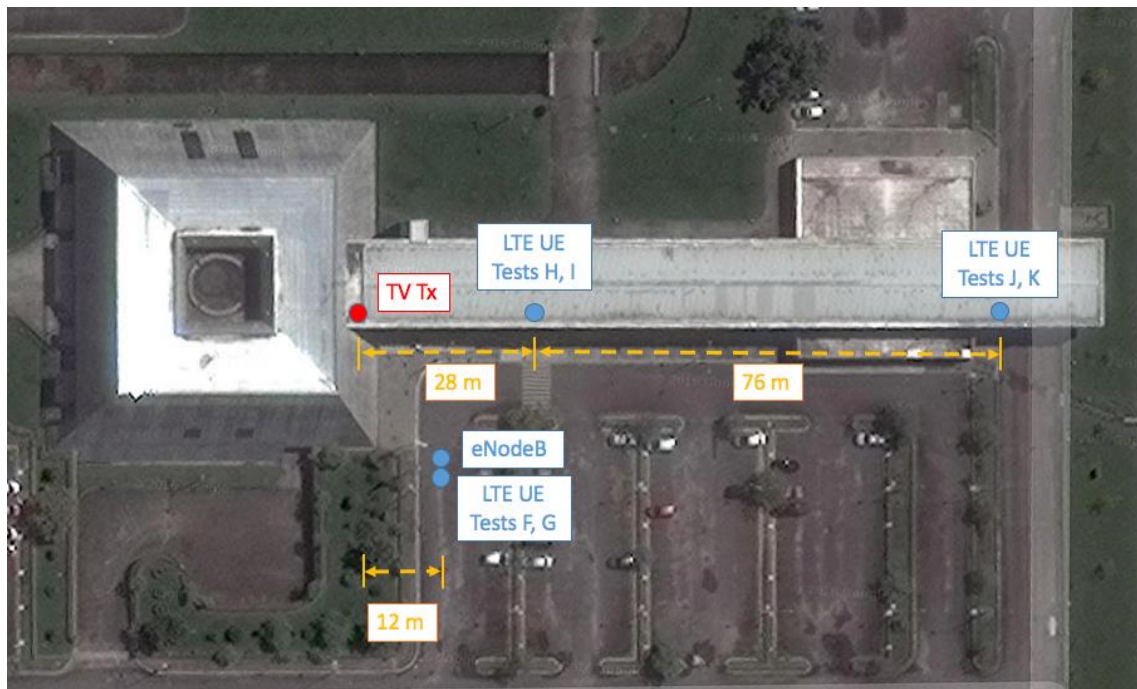 LTE UE
Tests H, I
LTE UE
Tests J, K
TV Tx
28 m
76 m
eNodeB
LTE UE
Tests F, G
12 m